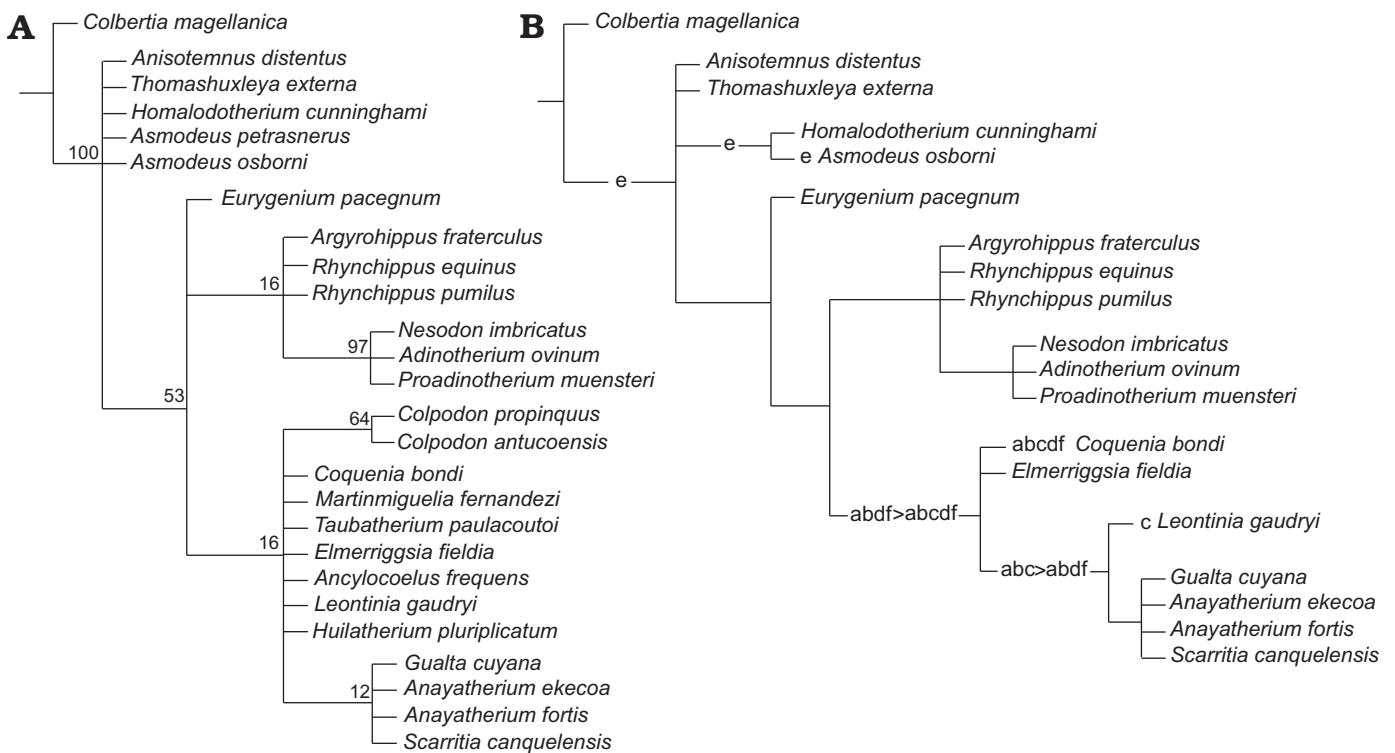 A
Colbertia magellanica
Anisotemnus distentus
Thomashuxleya externa
Homalodotherium cunninghami
Asmodeus petrasnerus
100
Asmodeus osborni
Eurygenium pacegnum
Argyrohippus fraterculus
Rhynchippus equinus
16
Rhynchippus pumilus
Nesodon imbricatus
97
Adinotherium ovinum
Proadinotherium muensteri
53
Colpodon propinquus
64
Colpodon antucoensis
Coquenia bondi
Martinmiguelia fernandezi
Taubatherium paulacoutoi
16
Elmerriggsia fieldia
Ancylocoelus frequens
Leontinia gaudryi
Huilatherium pluriplicatum
Gualta cuyana
12
Anayatherium ekecoa
Anayatherium fortis
Scarritia canquelensis
B
Colbertia magellanica
Anisotemnus distentus
Thomashuxleya externa
Homalodotherium cunninghami
e
e Asmodeus osborni
e
Eurygenium pacegnum
Argyrohippus fraterculus
Rhynchippus equinus
Rhynchippus pumilus
Nesodon imbricatus
Adinotherium ovinum
Proadinotherium muensteri
abcdf Coquenia bondi
Elmerriggsia fieldia
abdf>abcdf
c Leontinia gaudryi
abc>abdf
Gualta cuyana
Anayatherium ekecoa
Anayatherium fortis
Scarritia canquelensis